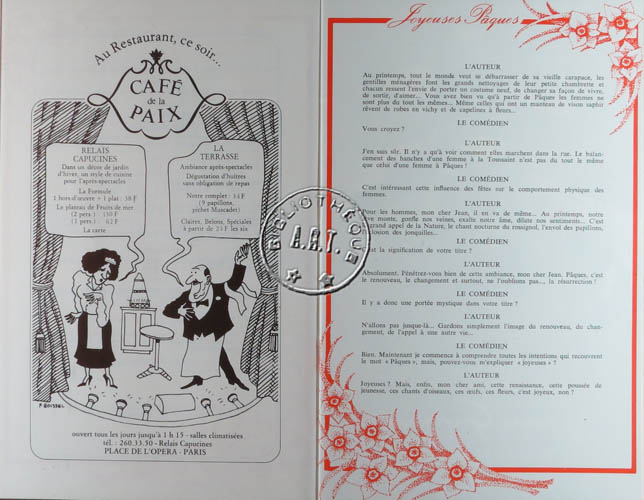 Au Restaurant, ce soir...
CAFÉ
de la
PAIX
RELAIS
CAPUCINES
Dans un décor de jardin
d'hiver, un style de cuisine
pour l'après-spectacles
La Formule
1 hors-d'œuvre + 1 plat : 38 F
Le plateau de Fruits de mer
(2 pers.) : 150 F
La carte
LA
TERRASSE
Ambiance après-spectacles
Dégustation d'huîtres
sans obligation de repas
Notre complet : 34 F
(9 papillons,
pichet Muscadet)
Claires, Belons, Spéciales
à partir de 25 F les six
F. BOISSEL
ouvert tous les jours jusqu'à 1 h 15 - salles climatisées
tél. : 260.33.50 - Relais Capucines
PLACE DE L'OPERA - PARIS
BIBLIOTHÈQUE
A.R.T.
Joyeuses Pâques
L'AUTEUR
Au printemps, tout le monde veut se débarrasser de sa vieille carapace, les
gentilles ménagères font les grands nettoyages de leur petite chambrette et
chacun ressent l'envie de porter un costume neuf, de changer sa façon de vivre,
de sortir, d'aimer... Vous avez bien vu qu'à partir de Pâques les femmes ne
sont plus du tout les mêmes... Même celles qui ont un manteau de vison saphir
rêvent de robes en vichy et de capelines à fleurs...
LE COMÉDIEN
Vous croyez ?
L'AUTEUR
J'en suis sûr. Il n'y a qu'à voir comment elles marchent dans la rue. Le balan-
cement des hanches d'une femme à la Toussaint n'est pas du tout le même
que celui d'une femme à Pâques !
LE COMÉDIEN
C'est intéressant cette influence des fêtes sur le comportement physique des
femmes.
L'AUTEUR
Pour les hommes, mon cher Jean, il en va de même... Au printemps, notre
sève monte, gonfle nos veines, exalte notre âme, dilate nos sentiments... C'est
le grand appel de la Nature, le chant nocturne du rossignol, l'envol des papillons,
l'éclosion des jonquilles...
LE COMÉDIEN
C'est la signification de votre titre ?
L'AUTEUR
Absolument. Pénétrez-vous bien de cette ambiance, mon cher Jean. Pâques, c'est
le renouveau, le changement et surtout, ne l'oublions pas..., la résurrection !
LE COMÉDIEN
Il y a donc une portée mystique dans votre titre ?
L'AUTEUR
N'allons pas jusque-là... Gardons simplement l'image du renouveau, du chan-
gement, de l'appel à une autre vie...
LE COMÉDIEN
Bien. Maintenant je commence à comprendre toutes les intentions qui recouvrent
le mot « Pâques », mais, pouvez-vous m'expliquer « joyeuses » ?
L'AUTEUR
Joyeuses ? Mais, enfin, mon cher ami, cette renaissance, cette poussée de
jeunesse, ces chants d'oiseaux, ces œufs, ces fleurs, c'est joyeux, non ?